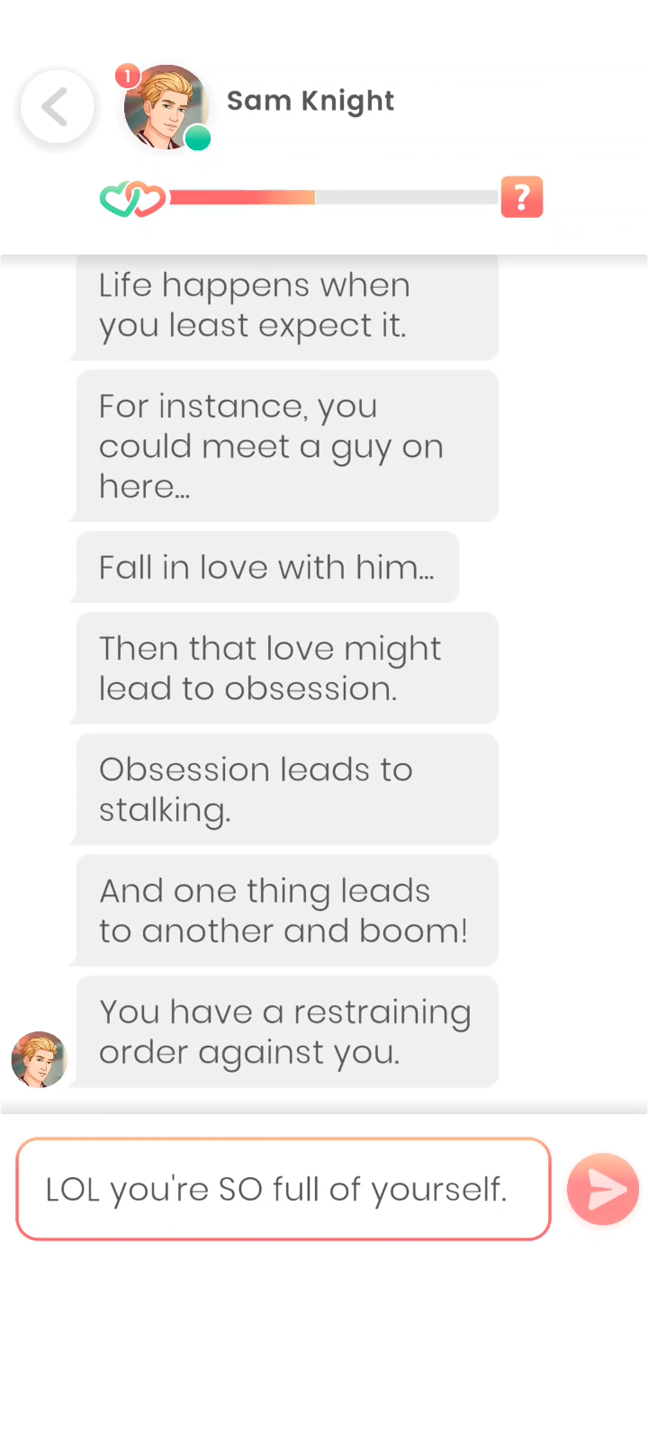 1
Sam Knight
?
Life happens when
you least expect it.
For instance, you
could meet a guy on
here...
Fall in love with him...
Then that love might
lead to obsession.
Obsession leads to
stalking.
And one thing leads
to another and boom!
You have a restraining
order against you.
LOL you're SO full of yourself.